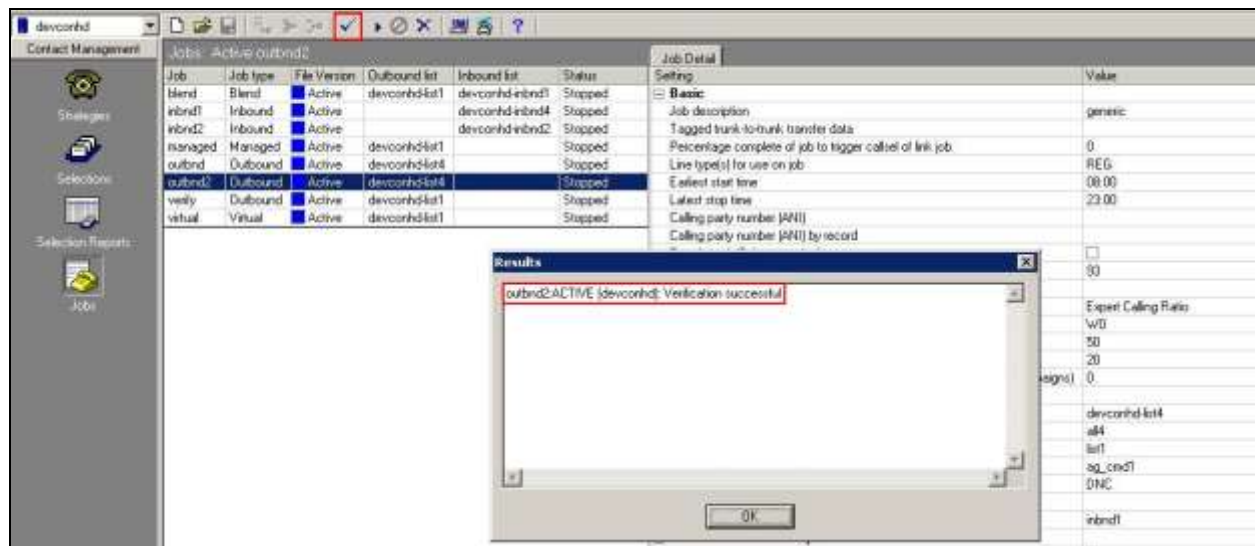 devconhd
Contact Management
Strategies
Selections
Selection Reports
Jobs
Jobs: Active outbnd2
Job Job type File Version Outbound list Inbound list Status
blend Blend Active devconhd-list1 devconhd-inbnd1 Stopped
inbnd1 Inbound Active devconhd-inbnd4 Stopped
inbnd2 Inbound Active devconhd-inbnd2 Stopped
managed Managed Active devconhd-list1 Stopped
outbnd Outbound Active devconhd-list4 Stopped
outbnd2 Outbound Active devconhd-list4 Stopped
verify Outbound Active devconhd-list1 Stopped
virtual Virtual Active devconhd-list1 Stopped
Job Detail
Setting Value
Basic
Job description generic
Tagged trunk-to-trunk transfer data
Percentage complete of job to trigger callsel of link job 0
Line type(s) for use on job REG
Earliest start time 08:00
Latest stop time 23:00
Calling party number (ANI)
Calling party number (ANI) by record
Results
outbnd2:ACTIVE (devconhd): Verification successful
OK
Expert Calling Ratio
50
20
0
devconhd-list4
all4
list1
DNC
inbnd1